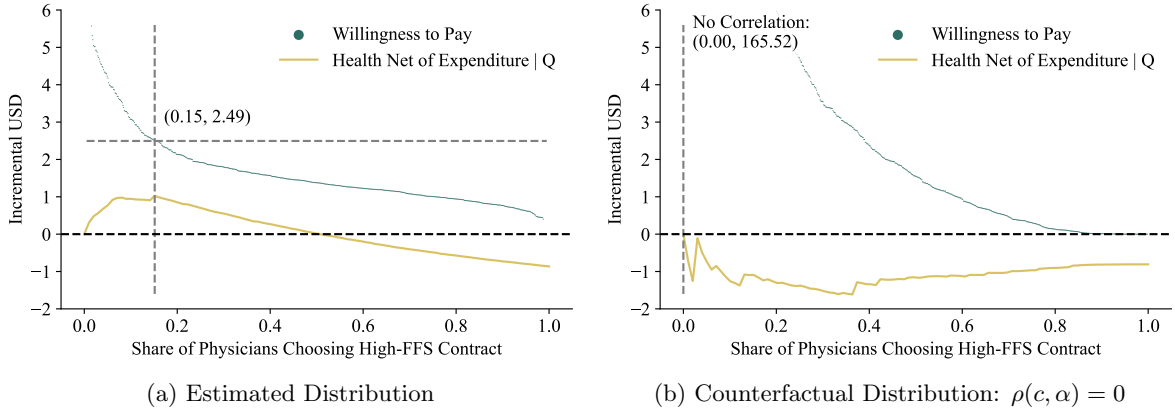 6
5
4
3
2
1
0
−1
−2
Incremental USD
Willingness to Pay
Health Net of Expenditure | Q
(0.15, 2.49)
0.0 0.2 0.4 0.6 0.8 1.0
Share of Physicians Choosing High-FFS Contract
(a) Estimated Distribution
6
5
4
3
2
1
0
−1
−2
Incremental USD
No Correlation:
(0.00, 165.52)
Willingness to Pay
Health Net of Expenditure | Q
0.0 0.2 0.4 0.6 0.8 1.0
Share of Physicians Choosing High-FFS Contract
(b) Counterfactual Distribution: ρ(c, α) = 0